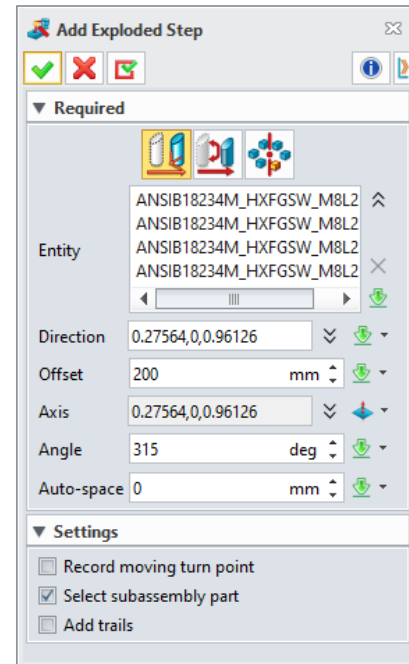 Add Exploded Step
▼ Required
Entity
ANSIB18234M_HXFGSW_M8L2
ANSIB18234M_HXFGSW_M8L2
ANSIB18234M_HXFGSW_M8L2
ANSIB18234M_HXFGSW_M8L2
Direction 0.27564,0,0.96126
Offset 200 mm
Axis 0.27564,0,0.96126
Angle 315 deg
Auto-space 0 mm
▼ Settings
Record moving turn point
Select subassembly part
Add trails